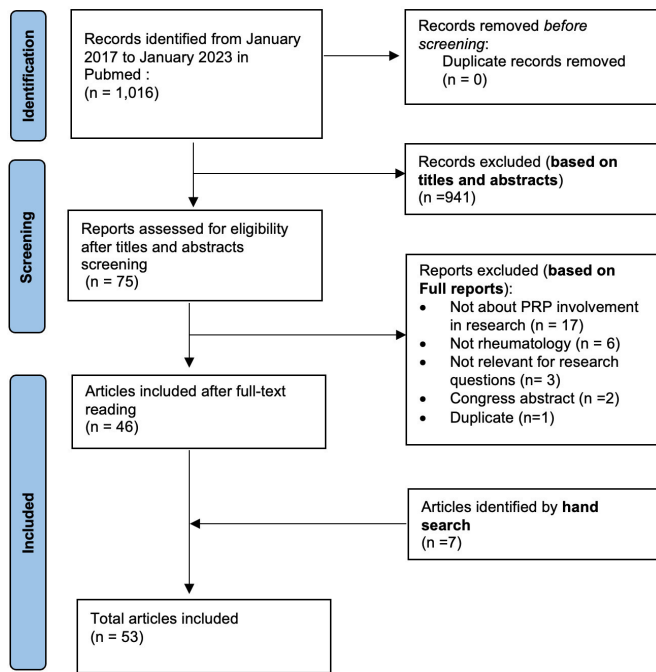 Identification
Records identified from January
2017 to January 2023 in
Pubmed :
(n = 1,016)
Records removed before
screening:
Duplicate records removed
(n = 0)
Screening
Records excluded (based on
titles and abstracts)
(n =941)
Reports assessed for eligibility
after titles and abstracts
screening
(n = 75)
Reports excluded (based on
Full reports):
• Not about PRP involvement
in research (n = 17)
• Not rheumatology (n = 6)
• Not relevant for research
questions (n= 3)
• Congress abstract (n =2)
• Duplicate (n=1)
Included
Articles included after full-text
reading
(n = 46)
Articles identified by hand
search
(n =7)
Total articles included
(n = 53)